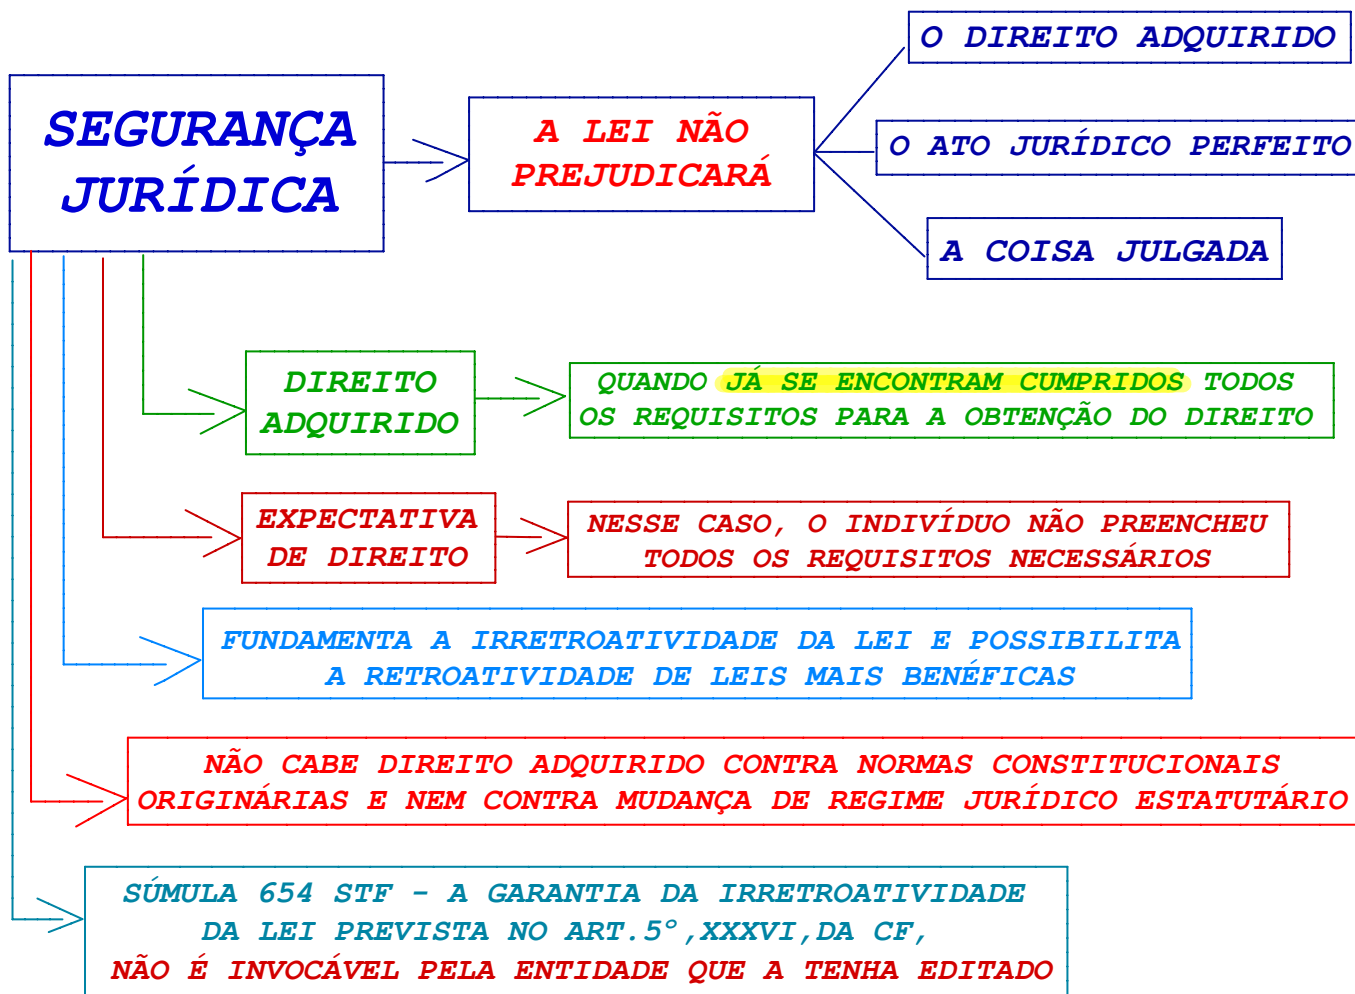 SEGURANÇA
JURÍDICA
A LEI NÃO
PREJUDICARÁ
O DIREITO ADQUIRIDO
O ATO JURÍDICO PERFEITO
A COISA JULGADA
DIREITO
ADQUIRIDO
QUANDO JÁ SE ENCONTRAM CUMPRIDOS TODOS
OS REQUISITOS PARA A OBTENÇÃO DO DIREITO
EXPECTATIVA
DE DIREITO
NESSE CASO, O INDIVÍDUO NÃO PREENCHEU
TODOS OS REQUISITOS NECESSÁRIOS
FUNDAMENTA A IRRETROATIVIDADE DA LEI E POSSIBILITA
A RETROATIVIDADE DE LEIS MAIS BENÉFICAS
NÃO CABE DIREITO ADQUIRIDO CONTRA NORMAS CONSTITUCIONAIS
ORIGINÁRIAS E NEM CONTRA MUDANÇA DE REGIME JURÍDICO ESTATUTÁRIO
SÚMULA 654 STF - A GARANTIA DA IRRETROATIVIDADE
DA LEI PREVISTA NO ART.5º,XXXVI,DA CF,
NÃO É INVOCÁVEL PELA ENTIDADE QUE A TENHA EDITADO